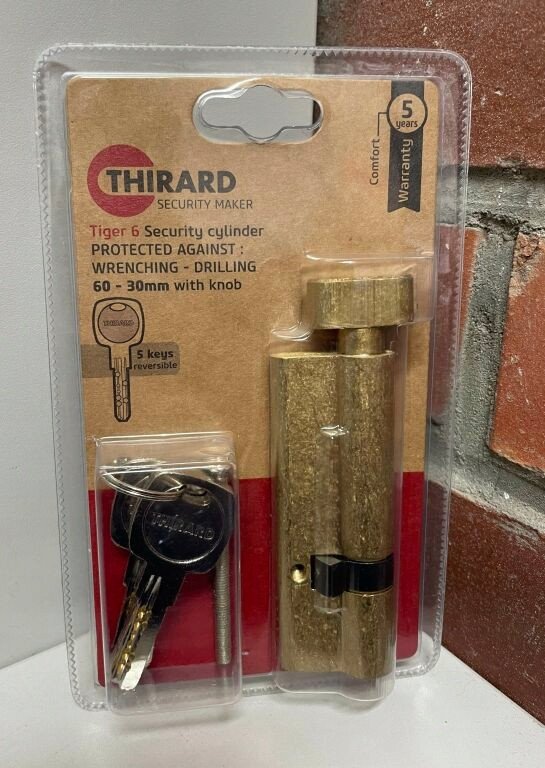 5
years
Comfort
Warranty
THIRARD
SECURITY MAKER
Tiger 6 Security cylinder
PROTECTED AGAINST :
WRENCHING - DRILLING
60 - 30mm with knob
THIRARD
5 keys
reversible
THIRARD